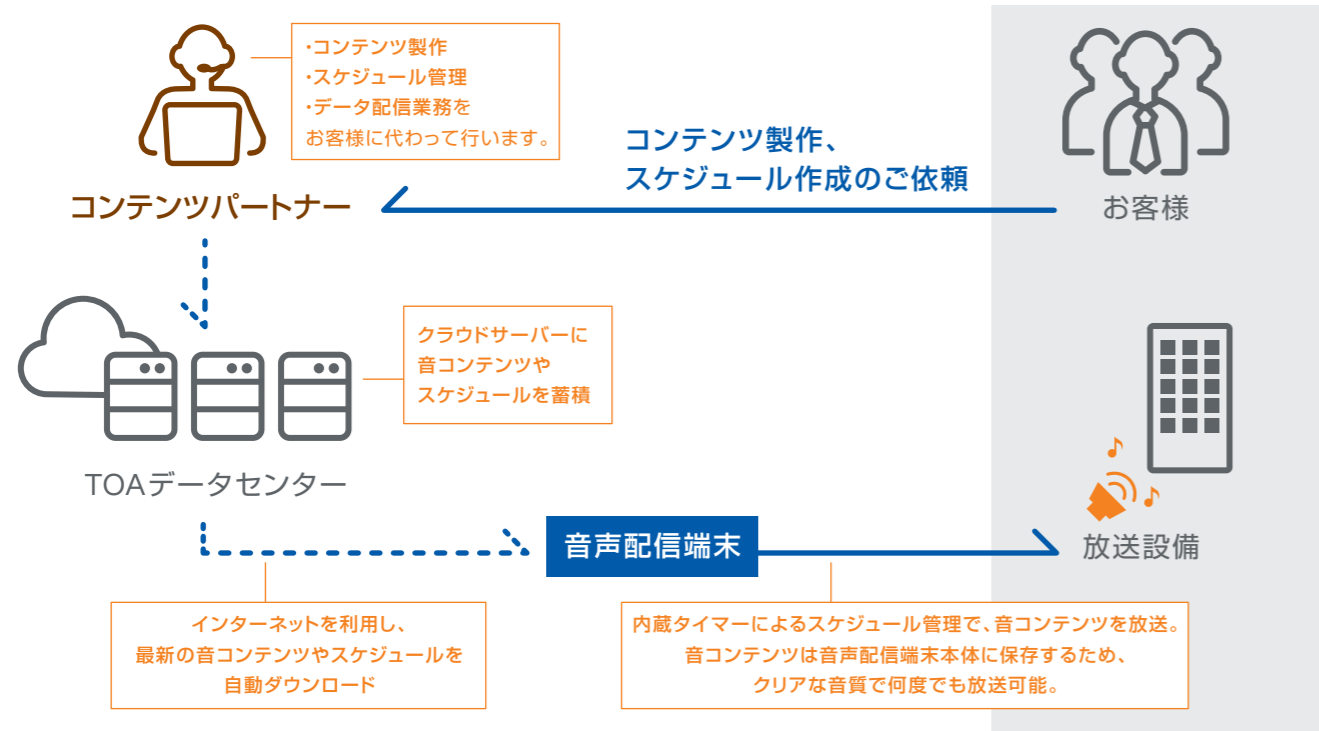 ・コンテンツ製作
・スケジュール管理
・データ配信業務を
お客様に代わって行います。
コンテンツパートナー
コンテンツ製作、
スケジュール作成のご依頼
お客様
クラウドサーバーに
音コンテンツや
スケジュールを蓄積
TOAデータセンター
音声配信端末
放送設備
インターネットを利用し、
最新の音コンテンツやスケジュールを
自動ダウンロード
内蔵タイマーによるスケジュール管理で、音コンテンツを放送。
音コンテンツは音声配信端末本体に保存するため、
クリアな音質で何度でも放送可能。